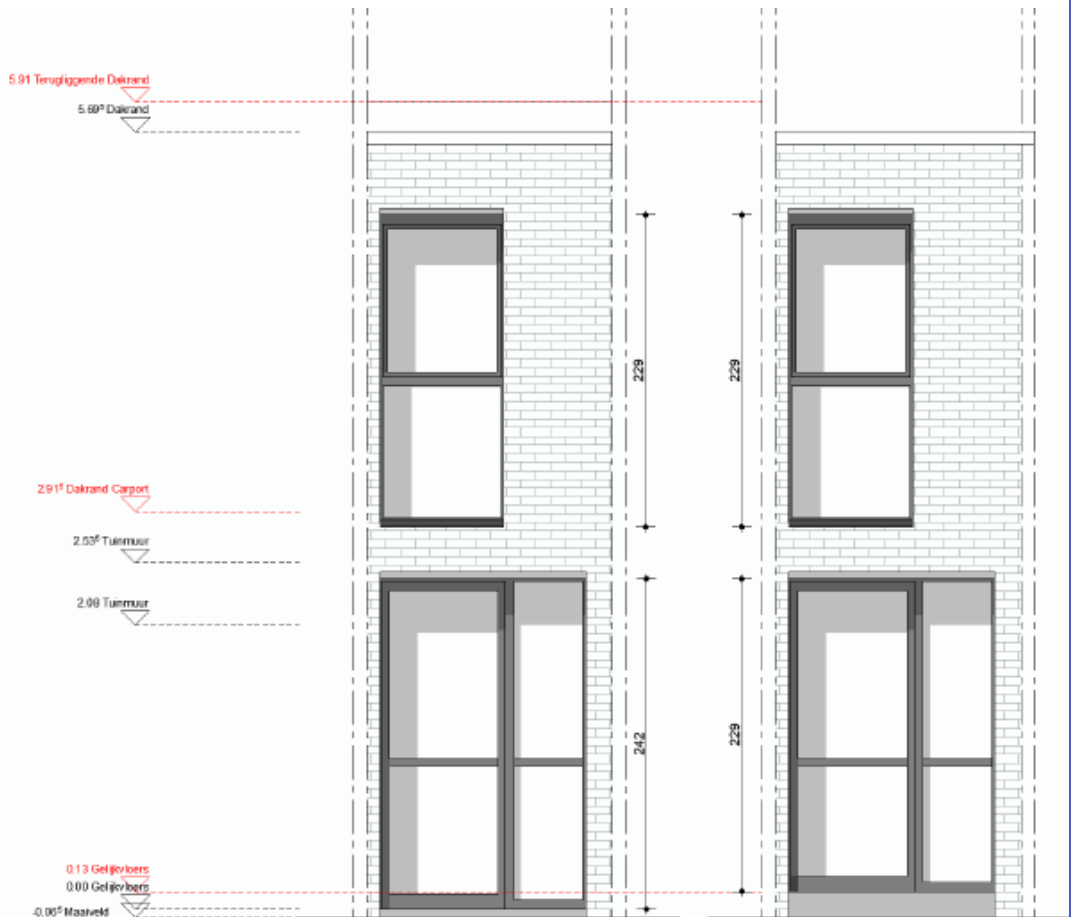 5.91 Terugliggende Dakrand
5.69⁵ Dakrand
229
229
2.91⁵ Dakrand Carport
2.53⁵ Tuinmuur
2.08 Tuinmuur
242
229
0.13 Gelijkvloers
0.00 Gelijkvloers
-0.06⁵ Maaiveld